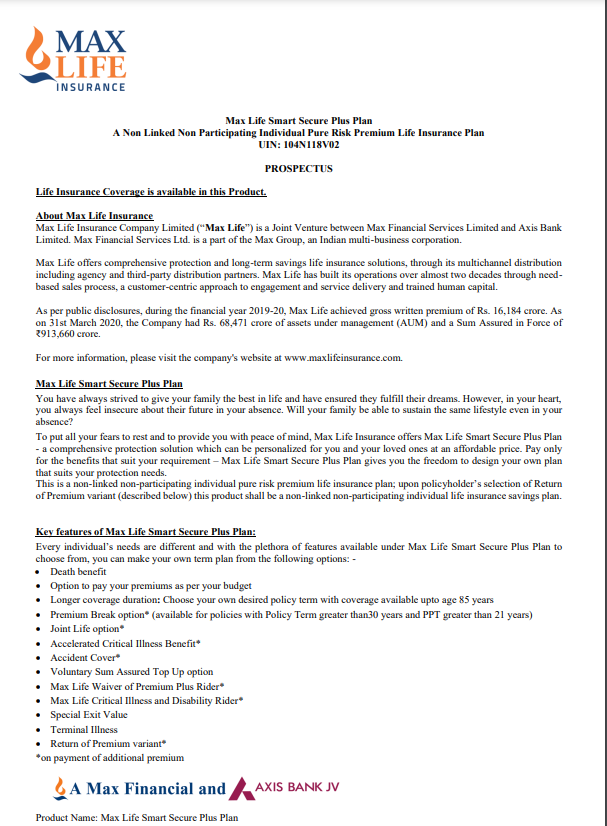 MAX
LIFE
INSURANCE
Max Life Smart Secure Plus Plan
A Non Linked Non Participating Individual Pure Risk Premium Life Insurance Plan
UIN: 104N118V02
PROSPECTUS
Life Insurance Coverage is available in this Product.
About Max Life Insurance
Max Life Insurance Company Limited (“Max Life”) is a Joint Venture between Max Financial Services Limited and Axis Bank
Limited. Max Financial Services Ltd. is a part of the Max Group, an Indian multi-business corporation.
Max Life offers comprehensive protection and long-term savings life insurance solutions, through its multichannel distribution
including agency and third-party distribution partners. Max Life has built its operations over almost two decades through need-
based sales process, a customer-centric approach to engagement and service delivery and trained human capital.
As per public disclosures, during the financial year 2019-20, Max Life achieved gross written premium of Rs. 16,184 crore. As
on 31st March 2020, the Company had Rs. 68,471 crore of assets under management (AUM) and a Sum Assured in Force of
₹913,660 crore.
For more information, please visit the company's website at www.maxlifeinsurance.com.
Max Life Smart Secure Plus Plan
You have always strived to give your family the best in life and have ensured they fulfill their dreams. However, in your heart,
you always feel insecure about their future in your absence. Will your family be able to sustain the same lifestyle even in your
absence?
To put all your fears to rest and to provide you with peace of mind, Max Life Insurance offers Max Life Smart Secure Plus Plan
- a comprehensive protection solution which can be personalized for you and your loved ones at an affordable price. Pay only
for the benefits that suit your requirement – Max Life Smart Secure Plus Plan gives you the freedom to design your own plan
that suits your protection needs.
This is a non-linked non-participating individual pure risk premium life insurance plan; upon policyholder’s selection of Return
of Premium variant (described below) this product shall be a non-linked non-participating individual life insurance savings plan.
Key features of Max Life Smart Secure Plus Plan:
Every individual’s needs are different and with the plethora of features available under Max Life Smart Secure Plus Plan to
choose from, you can make your own term plan from the following options: -
• Death benefit
• Option to pay your premiums as per your budget
• Longer coverage duration: Choose your own desired policy term with coverage available upto age 85 years
• Premium Break option* (available for policies with Policy Term greater than30 years and PPT greater than 21 years)
• Joint Life option*
• Accelerated Critical Illness Benefit*
• Accident Cover*
• Voluntary Sum Assured Top Up option
• Max Life Waiver of Premium Plus Rider*
• Max Life Critical Illness and Disability Rider*
• Special Exit Value
• Terminal Illness
• Return of Premium variant*
*on payment of additional premium
A Max Financial and AXIS BANK JV
Product Name: Max Life Smart Secure Plus Plan